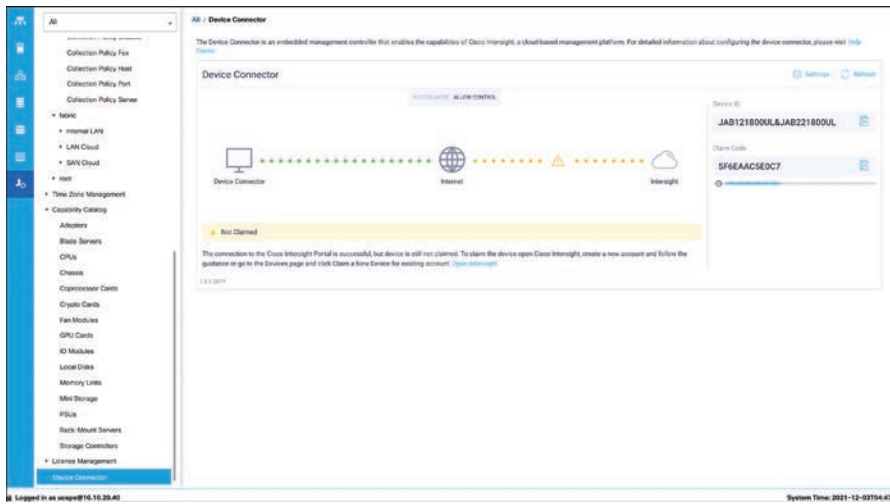 All
Collection Policy Fex
Collection Policy Host
Collection Policy Port
Collection Policy Server
fabric
Internal LAN
LAN Cloud
SAN Cloud
root
Time Zone Management
Capability Catalog
Adapters
Blade Servers
CPUs
Chassis
Coprocessor Cards
Crypto Cards
Fan Modules
GPU Cards
IO Modules
Local Disks
Memory Units
Mini Storage
PSUs
Rack-Mount Servers
Storage Controllers
License Management
Device Connector
All / Device Connector
The Device Connector is an embedded management controller that enables the capabilities of Cisco Intersight, a cloud-based management platform. For detailed information about configuring the device connector, please visit Help
Center
Device Connector
Settings
Refresh
ACCESS MODE ALLOW CONTROL
Device Connector
Internet
Intersight
Not Claimed
The connection to the Cisco Intersight Portal is successful, but device is still not claimed. To claim the device open Cisco Intersight, create a new account and follow the
guidance or go to the Devices page and click Claim a New Device for existing account. Open Intersight
Device ID
JAB121800UL&JAB221800UL
Claim Code
5F6EAAC5E0C7
Logged in as ucspe@10.10.20.40
System Time: 2021-12-03T04:4